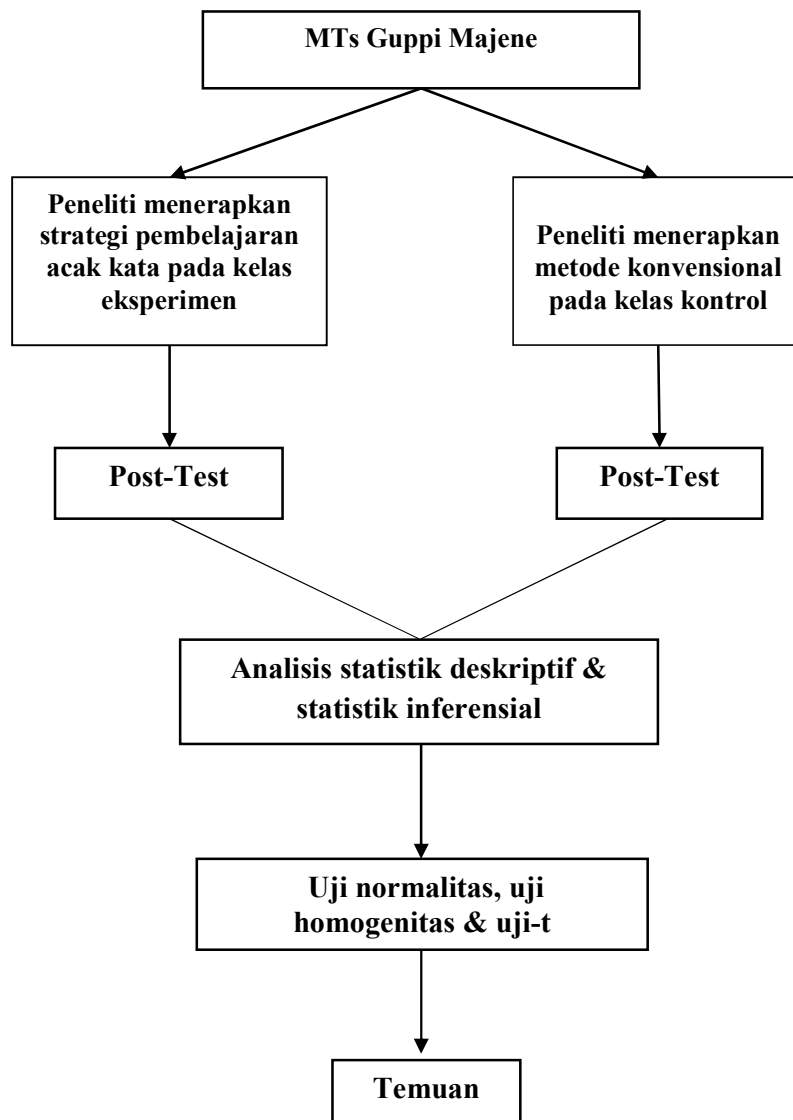 MTs Guppi Majene
Peneliti menerapkan
strategi pembelajaran
acak kata pada kelas
eksperimen
Peneliti menerapkan
metode konvensional
pada kelas kontrol
Post-Test
Post-Test
Analisis statistik deskriptif &
statistik inferensial
Uji normalitas, uji
homogenitas & uji-t
Temuan